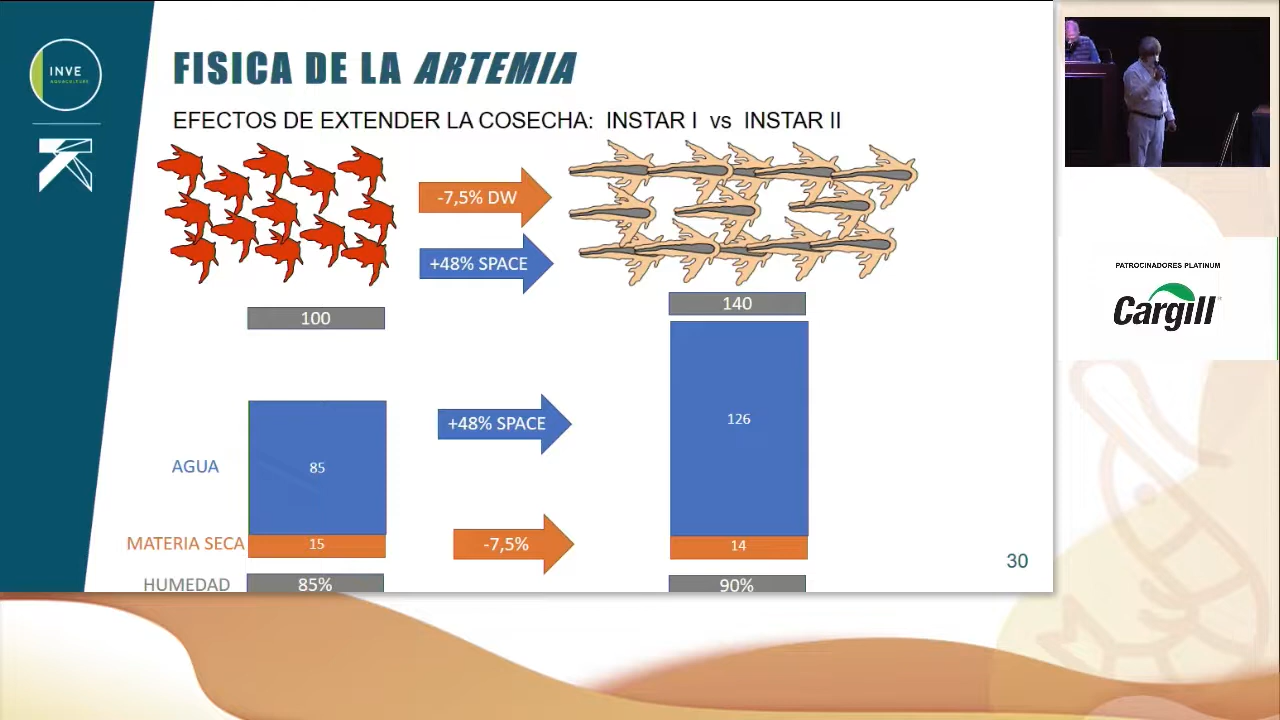 INVE
AQUACULTURE
FISICA DE LA ARTEMIA
EFECTOS DE EXTENDER LA COSECHA: INSTAR I vs INSTAR II
-7,5% DW
+48% SPACE
100
140
+48% SPACE
126
AGUA
85
MATERIA SECA
15
-7,5%
14
HUMEDAD
85%
90%
30
PATROCINADORES PLATINUM
Cargill